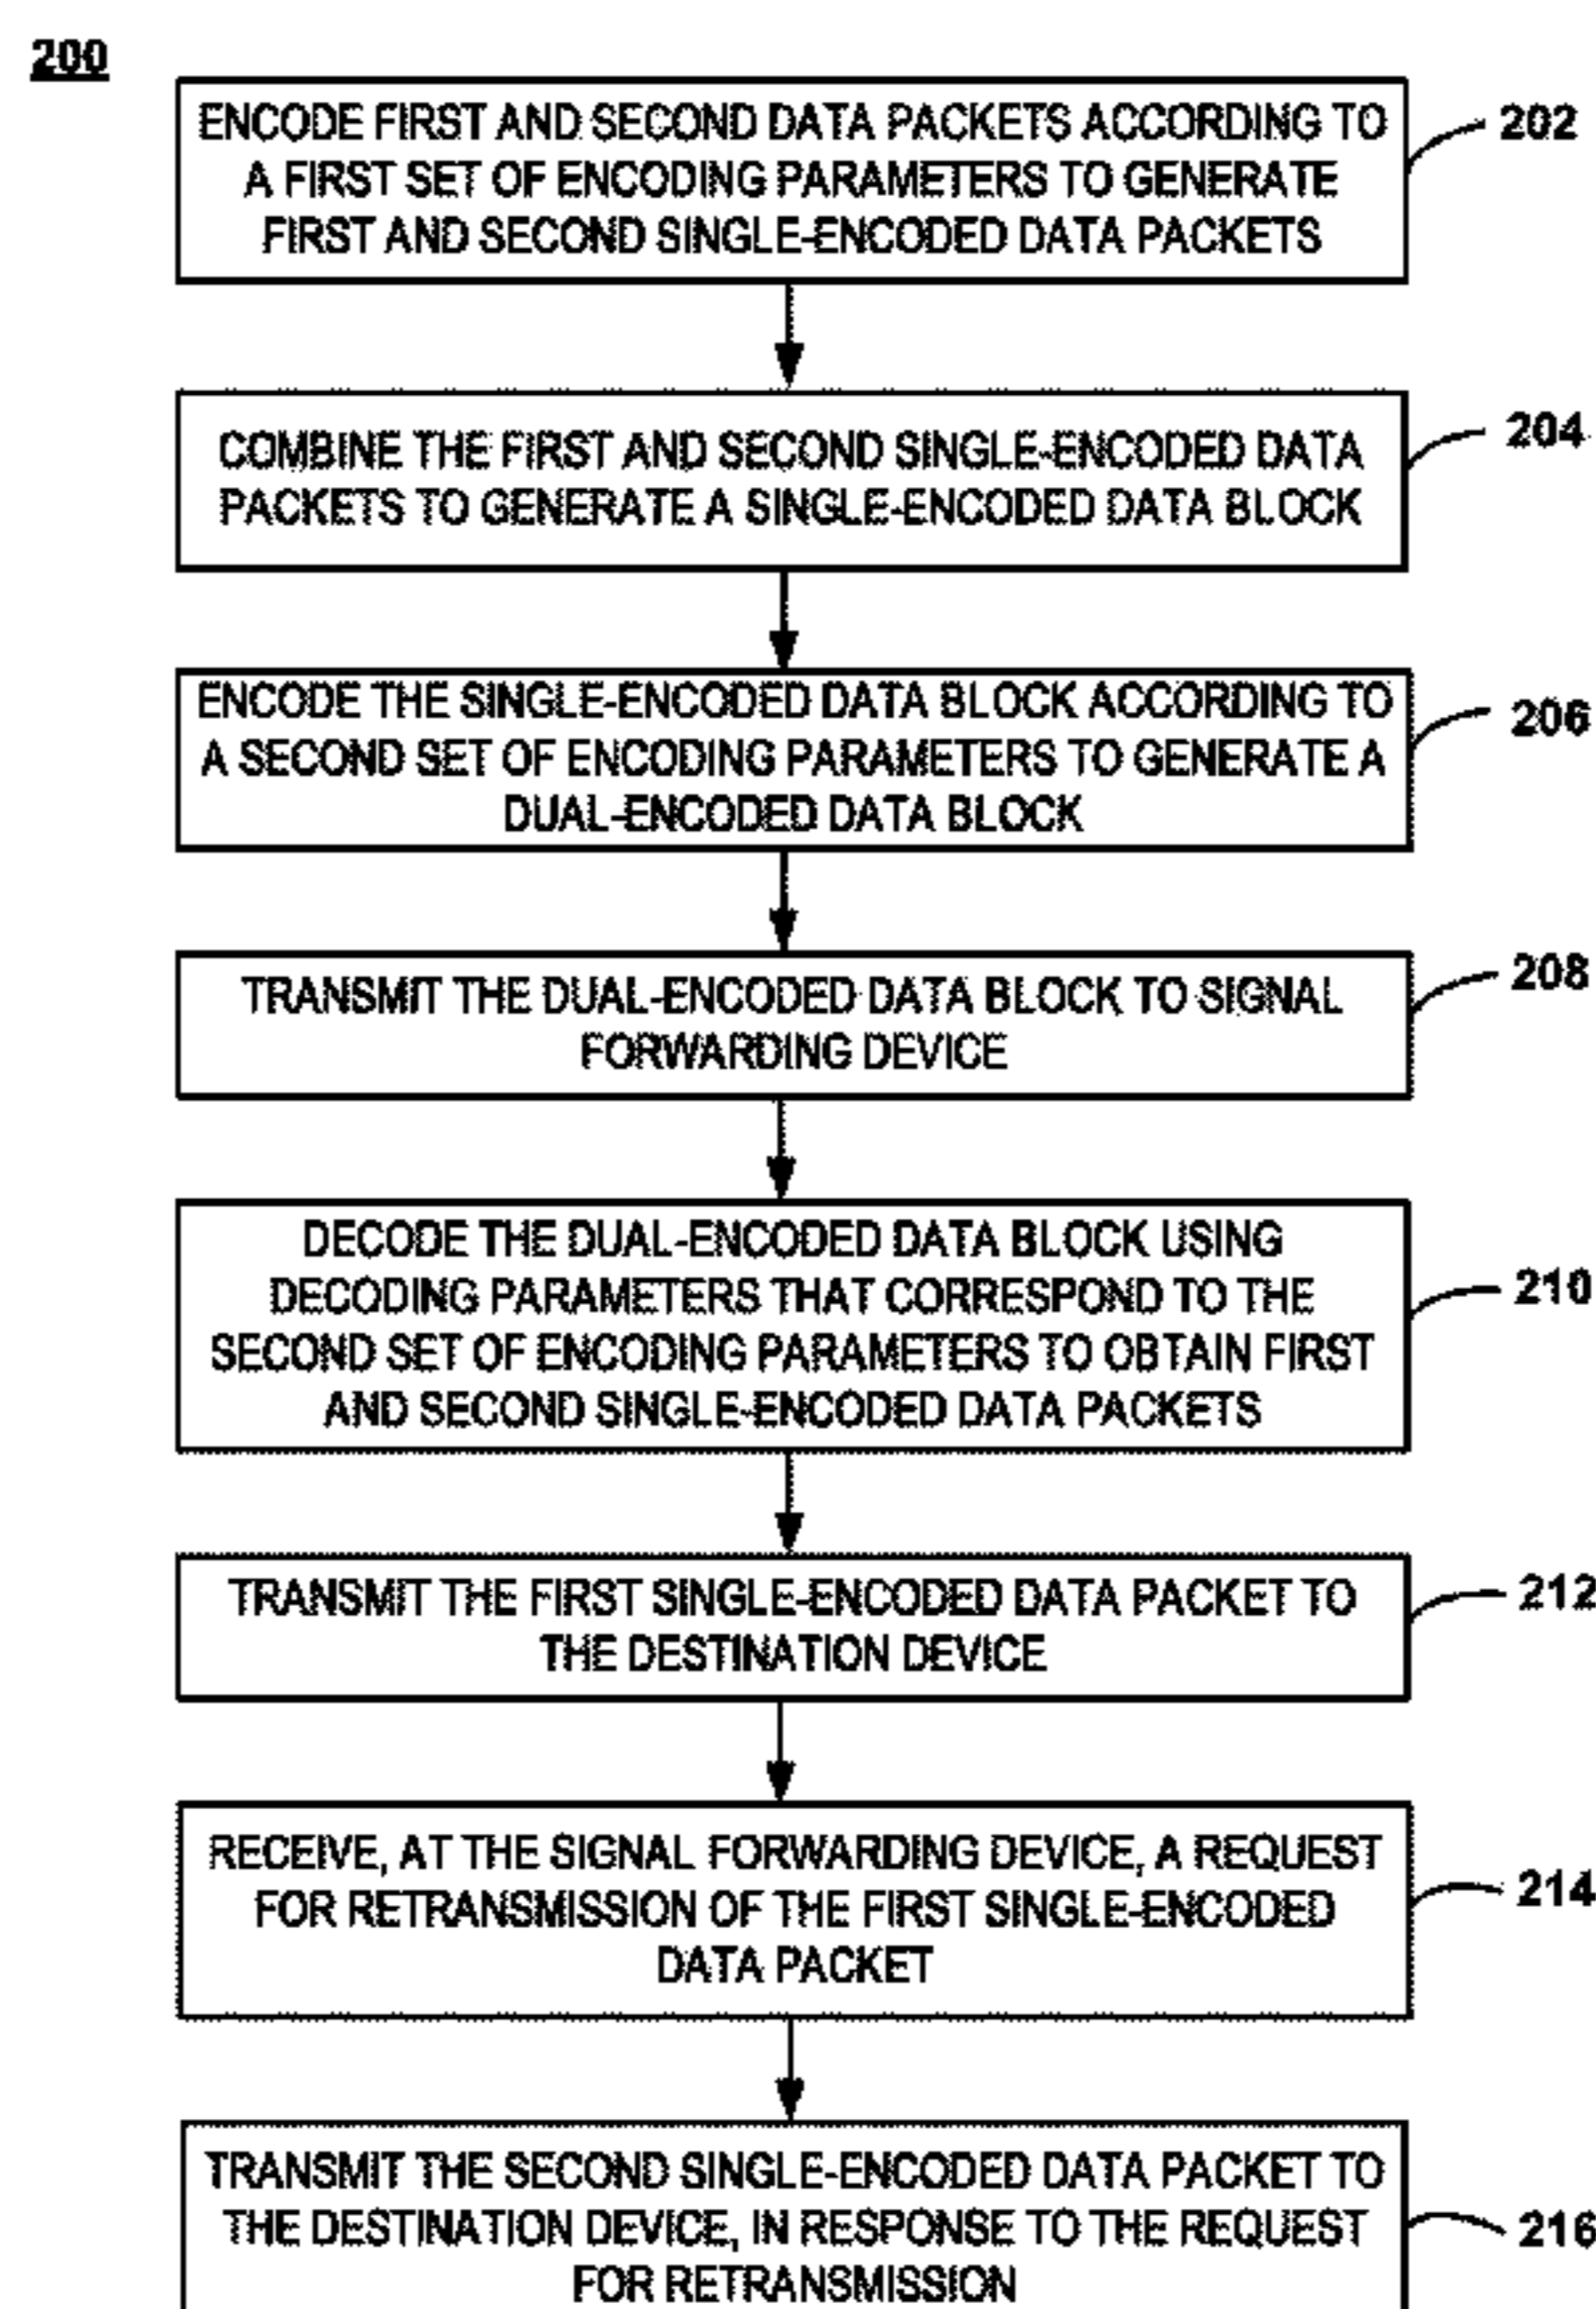 200
ENCODE FIRST AND SECOND DATA PACKETS ACCORDING TO
A FIRST SET OF ENCODING PARAMETERS TO GENERATE
FIRST AND SECOND SINGLE-ENCODED DATA PACKETS
202
COMBINE THE FIRST AND SECOND SINGLE-ENCODED DATA
PACKETS TO GENERATE A SINGLE-ENCODED DATA BLOCK
204
ENCODE THE SINGLE-ENCODED DATA BLOCK ACCORDING TO
A SECOND SET OF ENCODING PARAMETERS TO GENERATE A
DUAL-ENCODED DATA BLOCK
206
TRANSMIT THE DUAL-ENCODED DATA BLOCK TO SIGNAL
FORWARDING DEVICE
208
DECODE THE DUAL-ENCODED DATA BLOCK USING
DECODING PARAMETERS THAT CORRESPOND TO THE
SECOND SET OF ENCODING PARAMETERS TO OBTAIN FIRST
AND SECOND SINGLE-ENCODED DATA PACKETS
210
TRANSMIT THE FIRST SINGLE-ENCODED DATA PACKET TO
THE DESTINATION DEVICE
212
RECEIVE, AT THE SIGNAL FORWARDING DEVICE, A REQUEST
FOR RETRANSMISSION OF THE FIRST SINGLE-ENCODED
DATA PACKET
214
TRANSMIT THE SECOND SINGLE-ENCODED DATA PACKET TO
THE DESTINATION DEVICE, IN RESPONSE TO THE REQUEST
FOR RETRANSMISSION
216